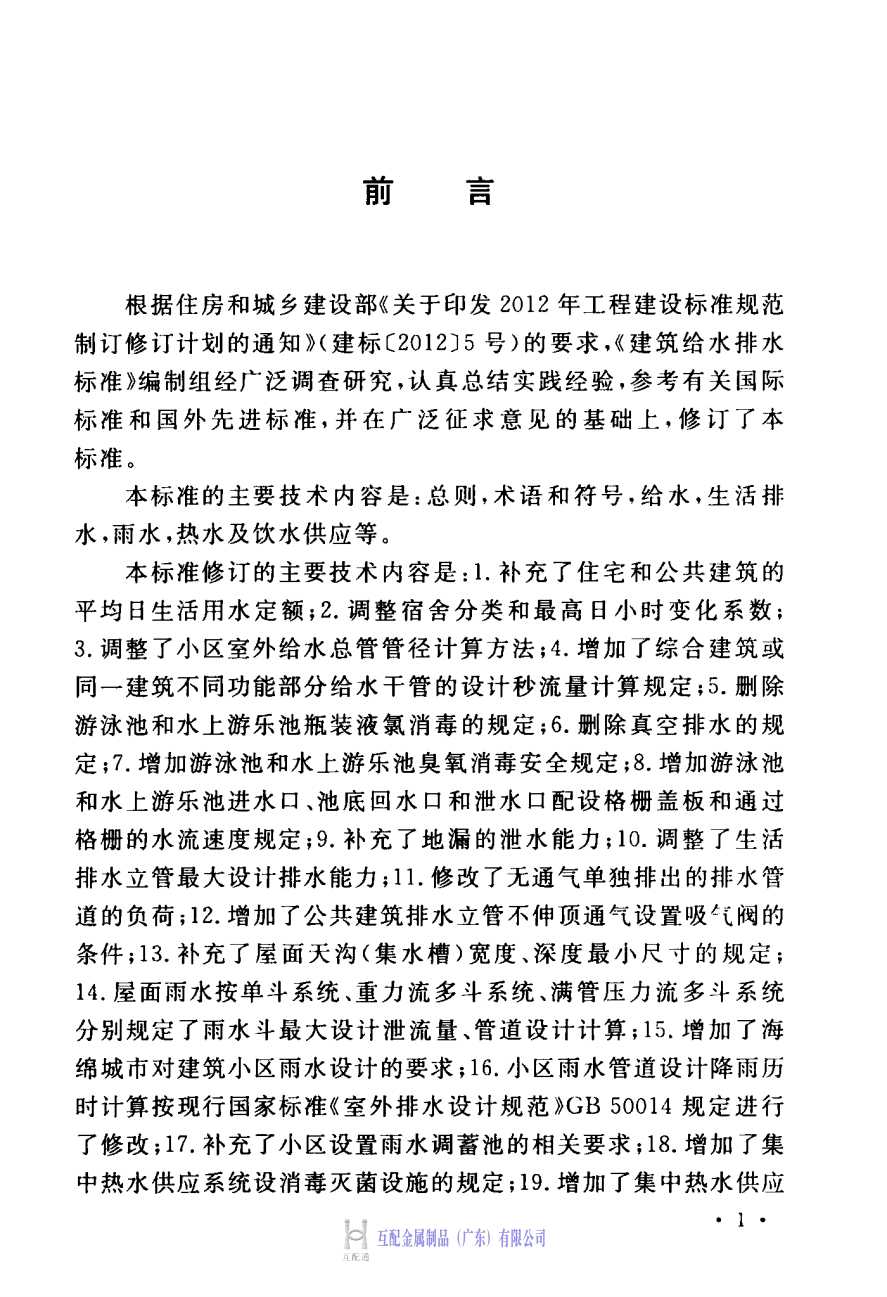 前 言
根据住房和城乡建设部《关于印发 2012 年工程建设标准规范
制订修订计划的通知》(建标〔2012〕5 号)的要求,《建筑给水排水
标准》编制组经广泛调查研究,认真总结实践经验,参考有关国际
标准和国外先进标准,并在广泛征求意见的基础上,修订了本
标准。
本标准的主要技术内容是:总则,术语和符号,给水,生活排
水,雨水,热水及饮水供应等。
本标准修订的主要技术内容是:1. 补充了住宅和公共建筑的
平均日生活用水定额;2. 调整宿舍分类和最高日小时变化系数;
3. 调整了小区室外给水总管管径计算方法;4. 增加了综合建筑或
同一建筑不同功能部分给水干管的设计秒流量计算规定;5. 删除
游泳池和水上游乐池瓶装液氯消毒的规定;6. 删除真空排水的规
定;7. 增加游泳池和水上游乐池臭氧消毒安全规定;8. 增加游泳池
和水上游乐池进水口、池底回水口和泄水口配设格栅盖板和通过
格栅的水流速度规定;9. 补充了地漏的泄水能力;10. 调整了生活
排水立管最大设计排水能力;11. 修改了无通气单独排出的排水管
道的负荷;12. 增加了公共建筑排水立管不伸顶通气设置吸气阀的
条件;13. 补充了屋面天沟(集水槽)宽度、深度最小尺寸的规定;
14. 屋面雨水按单斗系统、重力流多斗系统、满管压力流多斗系统
分别规定了雨水斗最大设计泄流量、管道设计计算;15. 增加了海
绵城市对建筑小区雨水设计的要求;16. 小区雨水管道设计降雨历
时计算按现行国家标准《室外排水设计规范》GB 50014 规定进行
了修改;17. 补充了小区设置雨水调蓄池的相关要求;18. 增加了集
中热水供应系统设消毒灭菌设施的规定;19. 增加了集中热水供应
• 1 •
互配金属制品(广东)有限公司
互配通